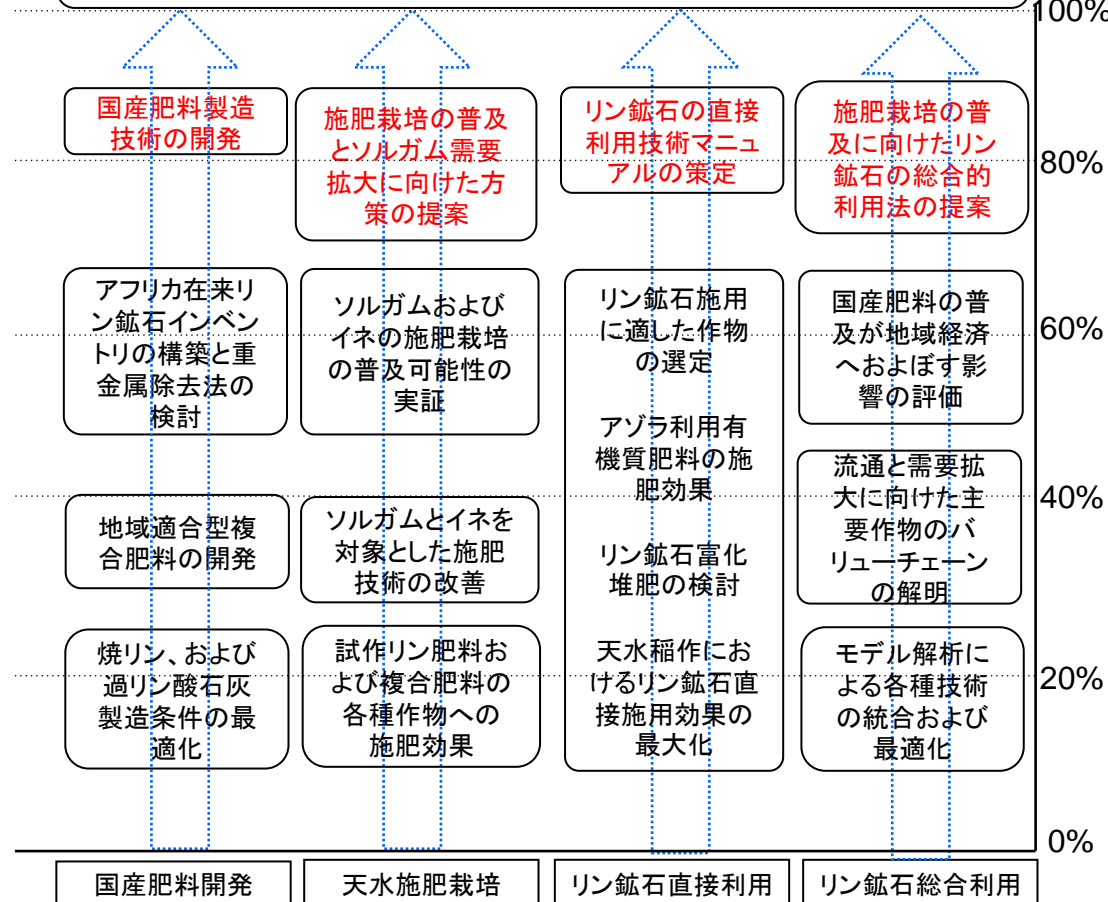 100%
国産肥料製造
技術の開発
施肥栽培の普及
とソルガム需要
拡大に向けた方
策の提案
リン鉱石の直接
利用技術マニュ
アルの策定
施肥栽培の普
及に向けたリン
鉱石の総合的
利用法の提案
80%
アフリカ在来リ
ン鉱石インベン
トリの構築と重
金属除去法の
検討
ソルガムおよび
イネの施肥栽培
の普及可能性の
実証
リン鉱石施用
に適した作物
の選定
アゾラ利用有
機質肥料の施
肥効果
リン鉱石富化
堆肥の検討
天水稲作にお
けるリン鉱石直
接施用効果の
最大化
国産肥料の普
及が地域経済
へおよぼす影
響の評価
60%
地域適合型複
合肥料の開発
ソルガムとイネを
対象とした施肥
技術の改善
流通と需要拡
大に向けた主
要作物のバ
リューチェーン
の解明
40%
焼リン、および
過リン酸石灰
製造条件の最
適化
試作リン肥料お
よび複合肥料の
各種作物への
施肥効果
モデル解析に
よる各種技術
の統合および
最適化
20%
0%
国産肥料開発
天水施肥栽培
リン鉱石直接利用
リン鉱石総合利用